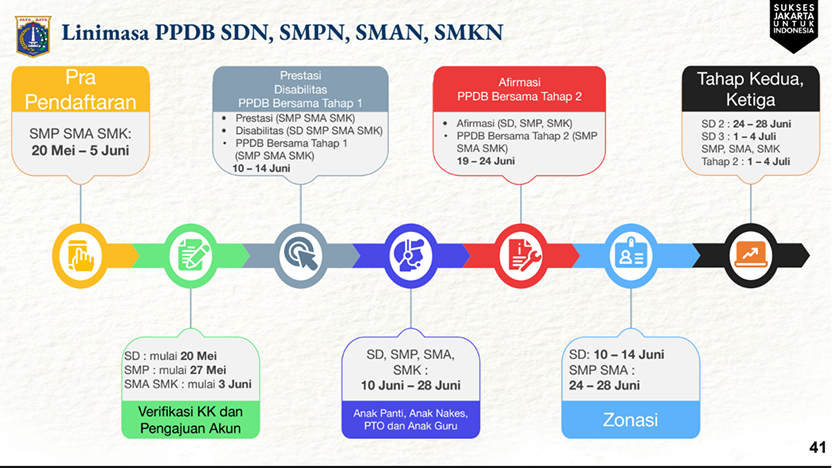 JAYA RAYA
Linimasa PPDB SDN, SMPN, SMAN, SMKN
SUKSES
JAKARTA
UNTUK
INDONESIA
Pra
Pendaftaran
SMP SMA SMK:
20 Mei – 5 Juni
Prestasi
Disabilitas
PPDB Bersama Tahap 1
• Prestasi (SMP SMA SMK)
• Disabilitas (SD SMP SMA SMK)
• PPDB Bersama Tahap 1
(SMP SMA SMK)
10 – 14 Juni
Afirmasi
PPDB Bersama Tahap 2
• Afirmasi (SD, SMP, SMK)
• PPDB Bersama Tahap 2 (SMP
SMA SMK)
19 – 24 Juni
Tahap Kedua,
Ketiga
SD 2 : 24 – 28 Juni
SD 3 : 1 – 4 Juli
SMP, SMA, SMK
Tahap 2 : 1 – 4 Juli
SD : mulai 20 Mei
SMP : mulai 27 Mei
SMA SMK : mulai 3 Juni
Verifikasi KK dan
Pengajuan Akun
SD, SMP, SMA,
SMK :
10 Juni – 28 Juni
Anak Panti, Anak Nakes,
PTO dan Anak Guru
SD: 10 – 14 Juni
SMP SMA :
24 – 28 Juni
Zonasi
41